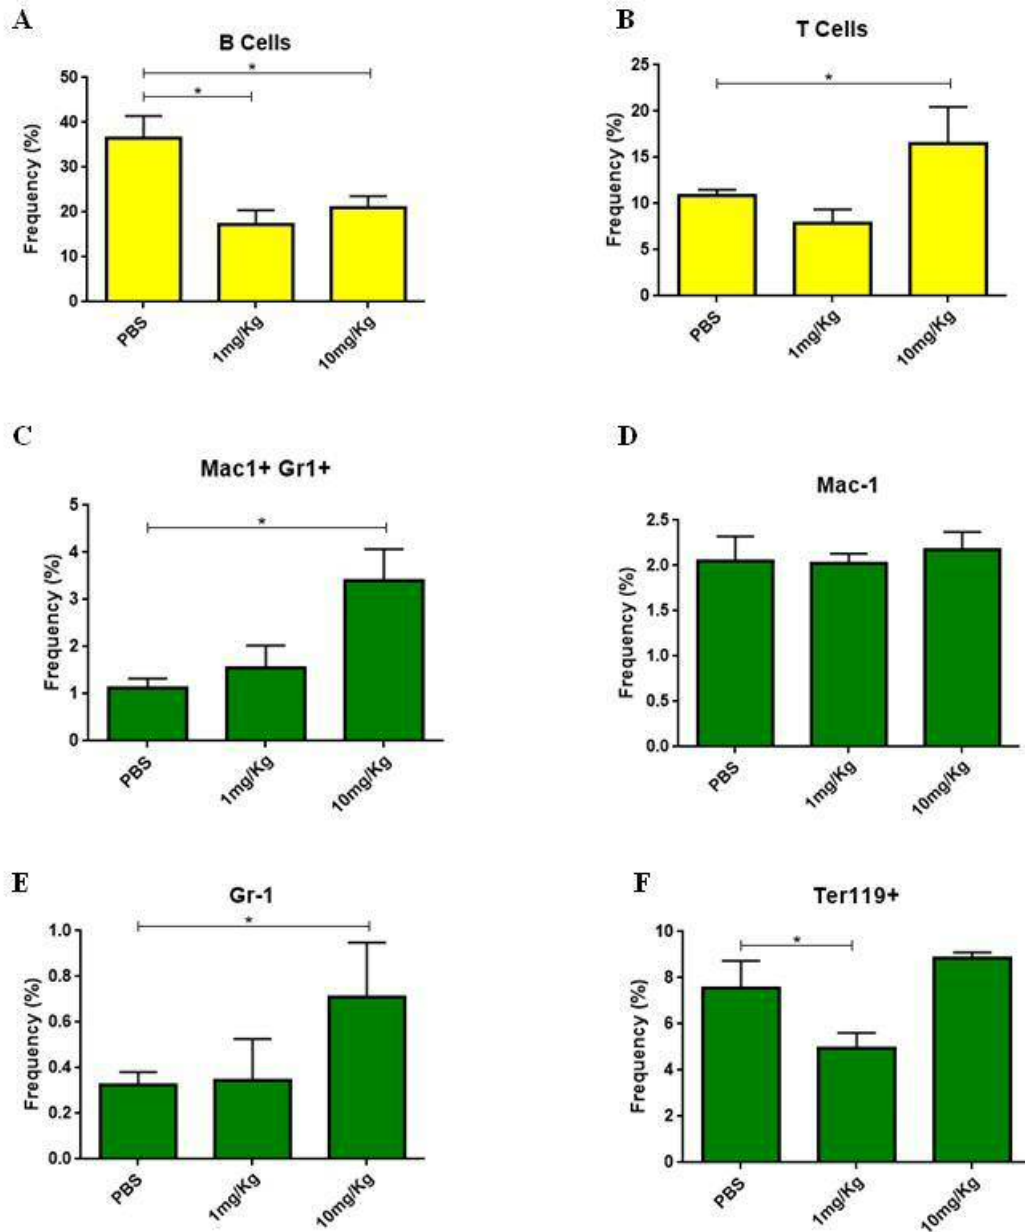 A
B Cells
*
*
50
40
30
20
10
0
Frequency (%)
PBS
1mg/Kg
10mg/Kg
B
T Cells
*
25
20
15
10
5
0
Frequency (%)
PBS
1mg/Kg
10mg/Kg
C
Mac1+ Gr1+
*
5
4
3
2
1
0
Frequency (%)
PBS
1mg/Kg
10mg/Kg
D
Mac-1
2.5
2.0
1.5
1.0
0.5
0.0
Frequency (%)
PBS
1mg/Kg
10mg/Kg
E
Gr-1
*
1.0
0.8
0.6
0.4
0.2
0.0
Frequency (%)
PBS
1mg/Kg
10mg/Kg
F
Ter119+
*
10
8
6
4
2
0
Frequency (%)
PBS
1mg/Kg
10mg/Kg